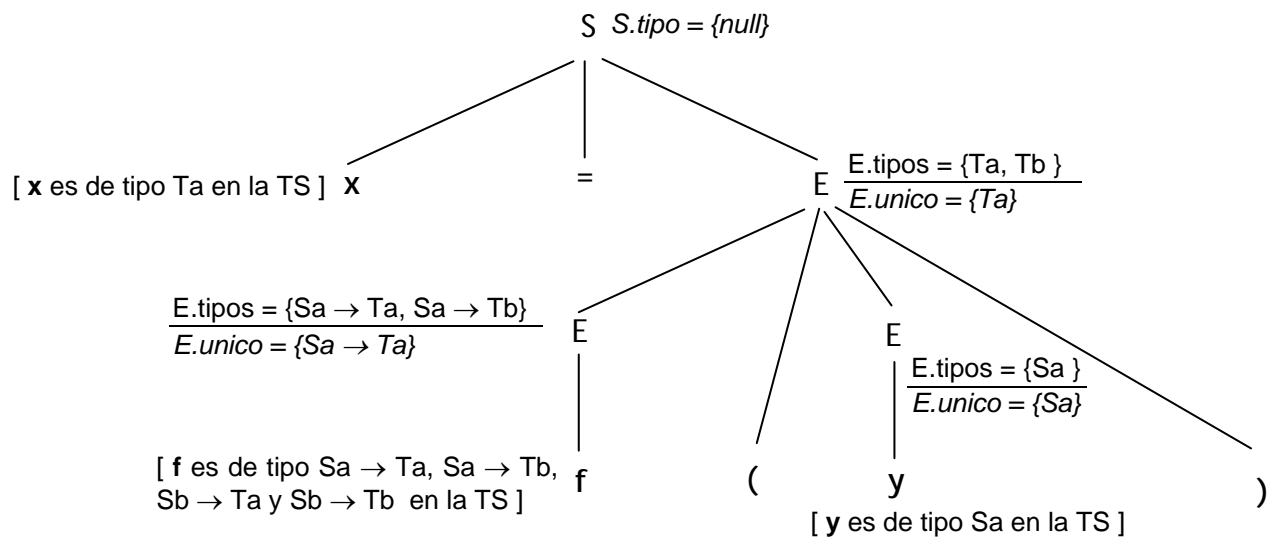 S S.tipo = {null}
[ x es de tipo Ta en la TS ] x
=
E
E.tipos = {Ta, Tb }
E.unico = {Ta}
E.tipos = {Sa → Ta, Sa → Tb}
E.unico = {Sa → Ta}
E
E
E.tipos = {Sa }
E.unico = {Sa}
[ f es de tipo Sa → Ta, Sa → Tb,
Sb → Ta y Sb → Tb en la TS ]
f
(
y
)
[ y es de tipo Sa en la TS ]